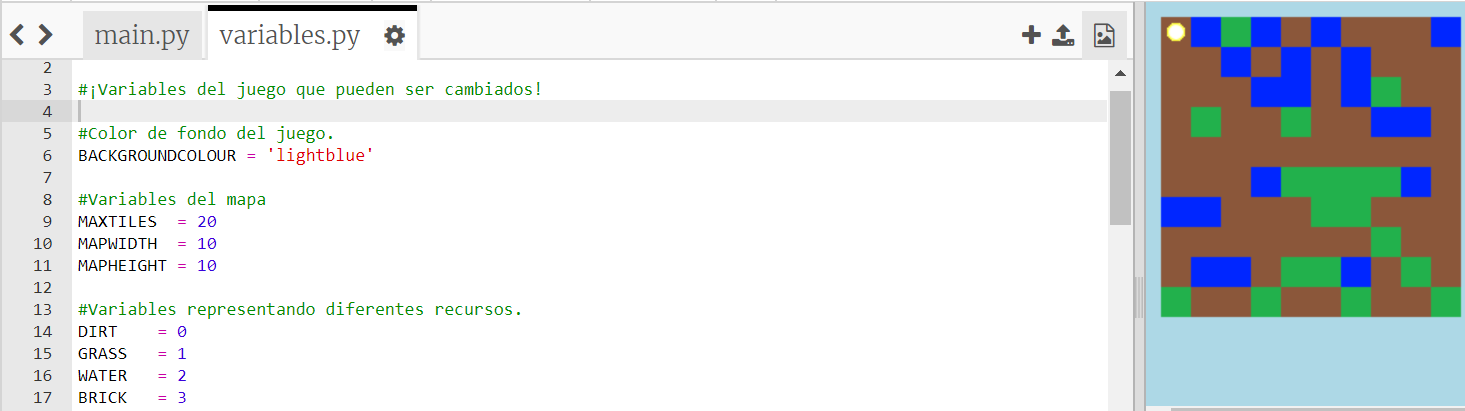 main.py variables.py
2
3 #¡Variables del juego que pueden ser cambiados!
4
5 #Color de fondo del juego.
6 BACKGROUNDCOLOUR = 'lightblue'
7
8 #Variables del mapa
9 MAXTILES = 20
10 MAPWIDTH = 10
11 MAPHEIGHT = 10
12
13 #Variables representando diferentes recursos.
14 DIRT = 0
15 GRASS = 1
16 WATER = 2
17 BRICK = 3